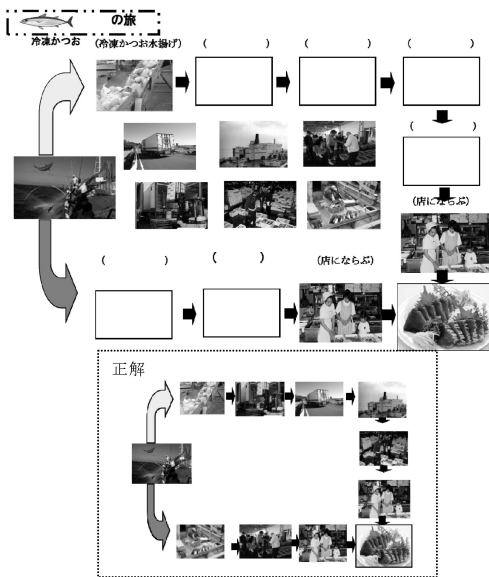 の旅
冷凍かつお
(冷凍かつお水揚げ)
(　　　　)
(　　　　)
(　　　　)
(　　　　)
(店にならぶ)
(　　　　)
(　　　　)
(店にならぶ)
正解